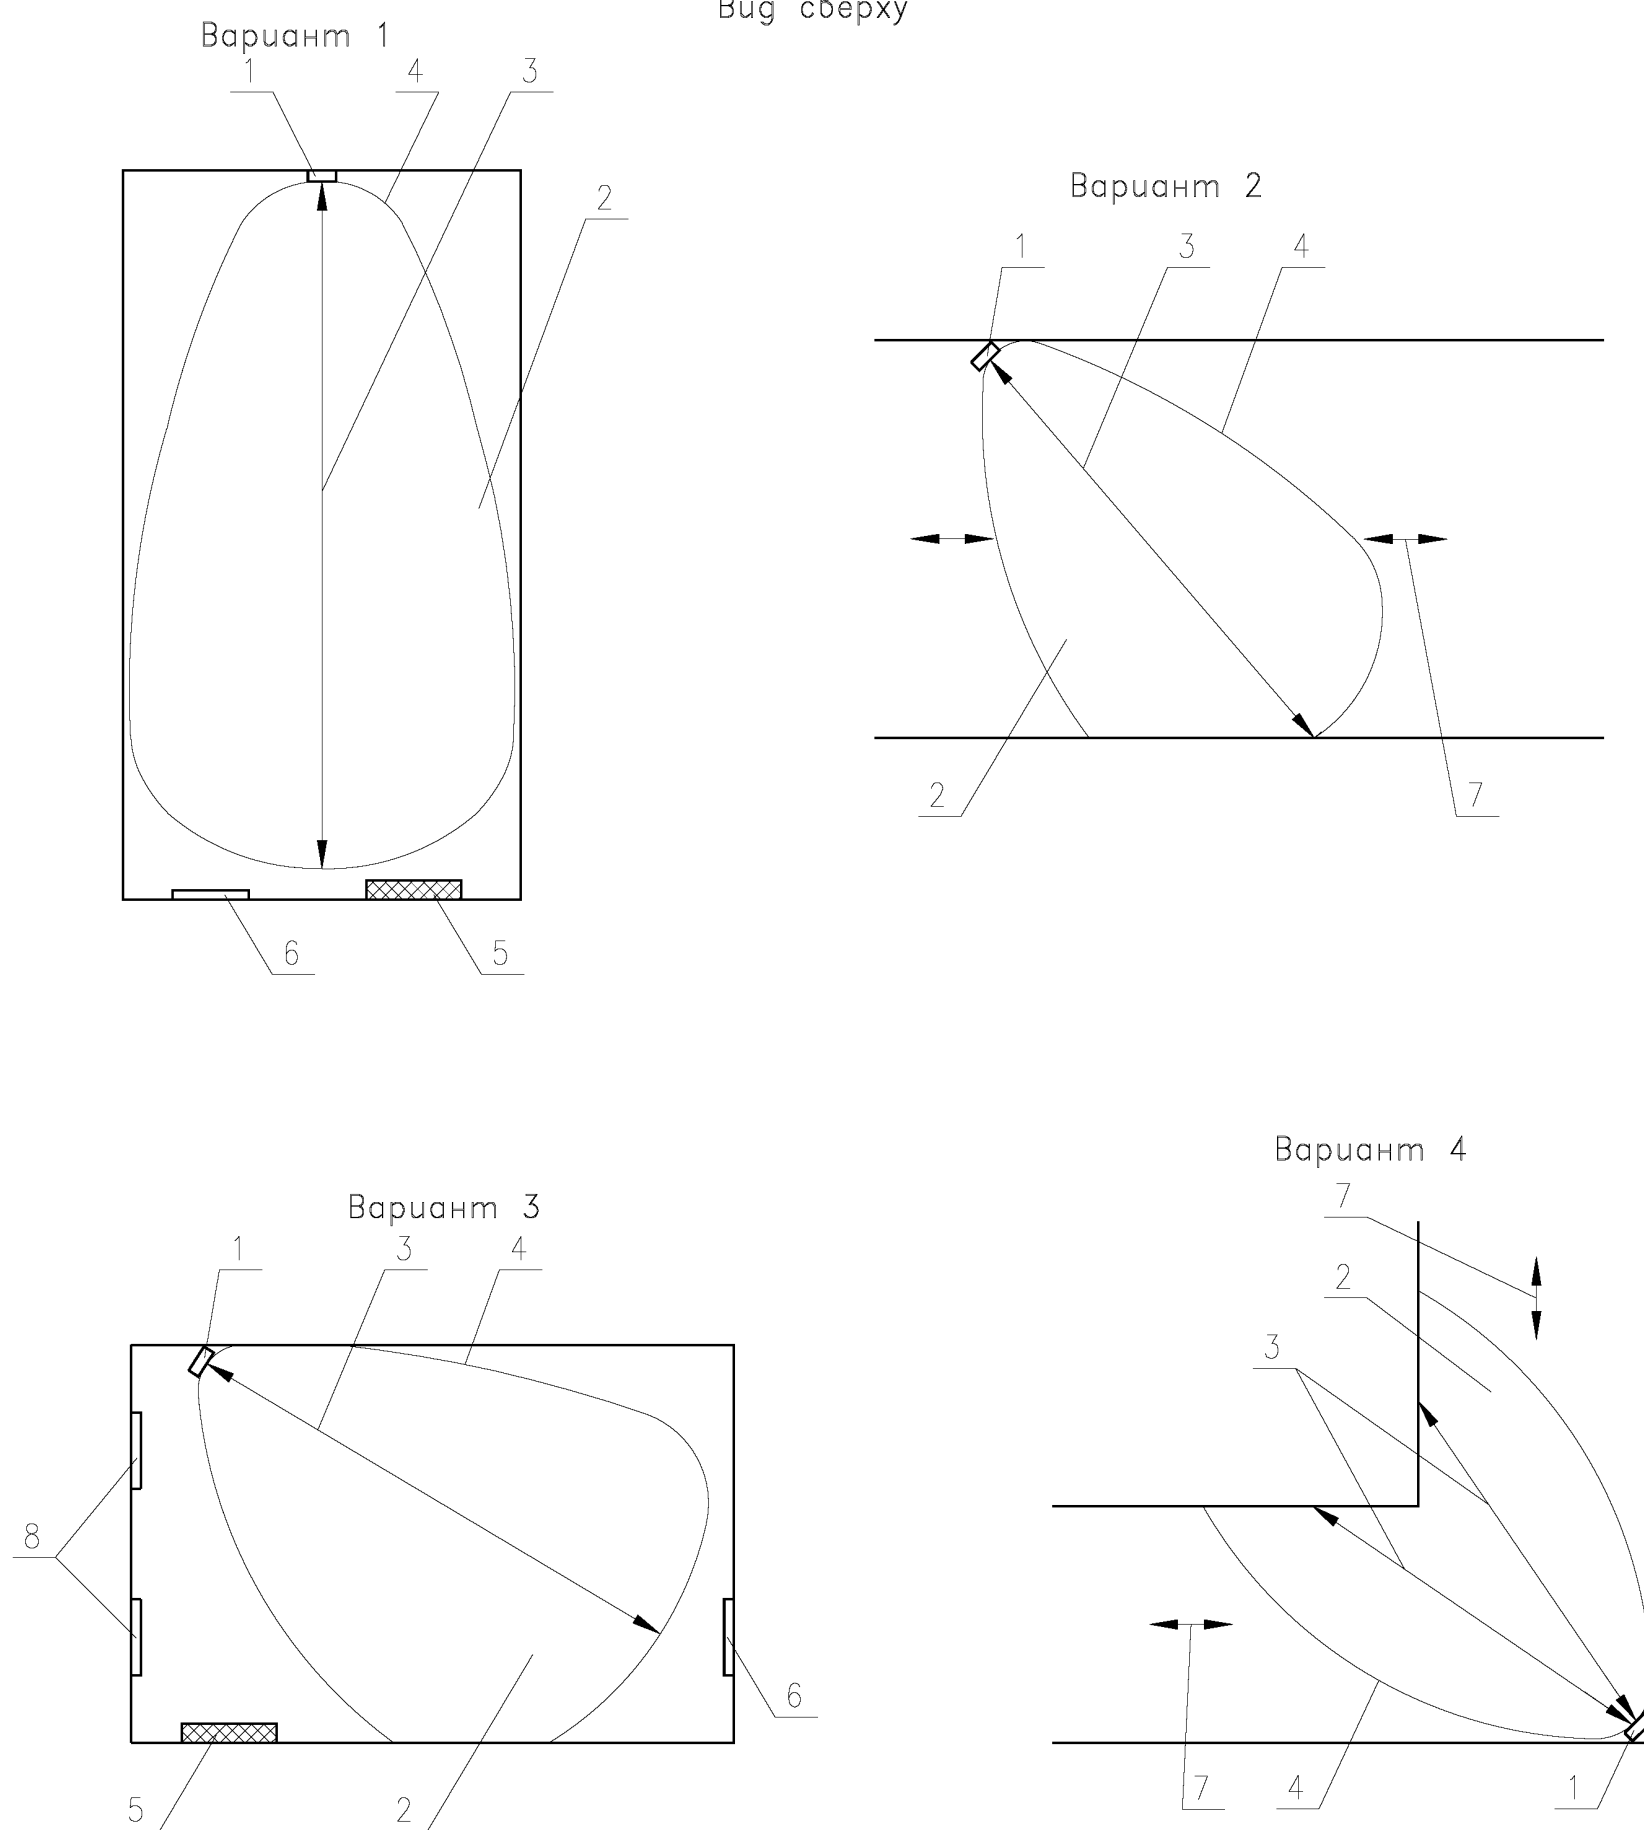 Вид сверху
Вариант 1
1 4 3
2
6 5
Вариант 2
1 3 4
2 7
Вариант 3
1 3 4
8
6
5 2
Вариант 4
7
2
3
7 4 1